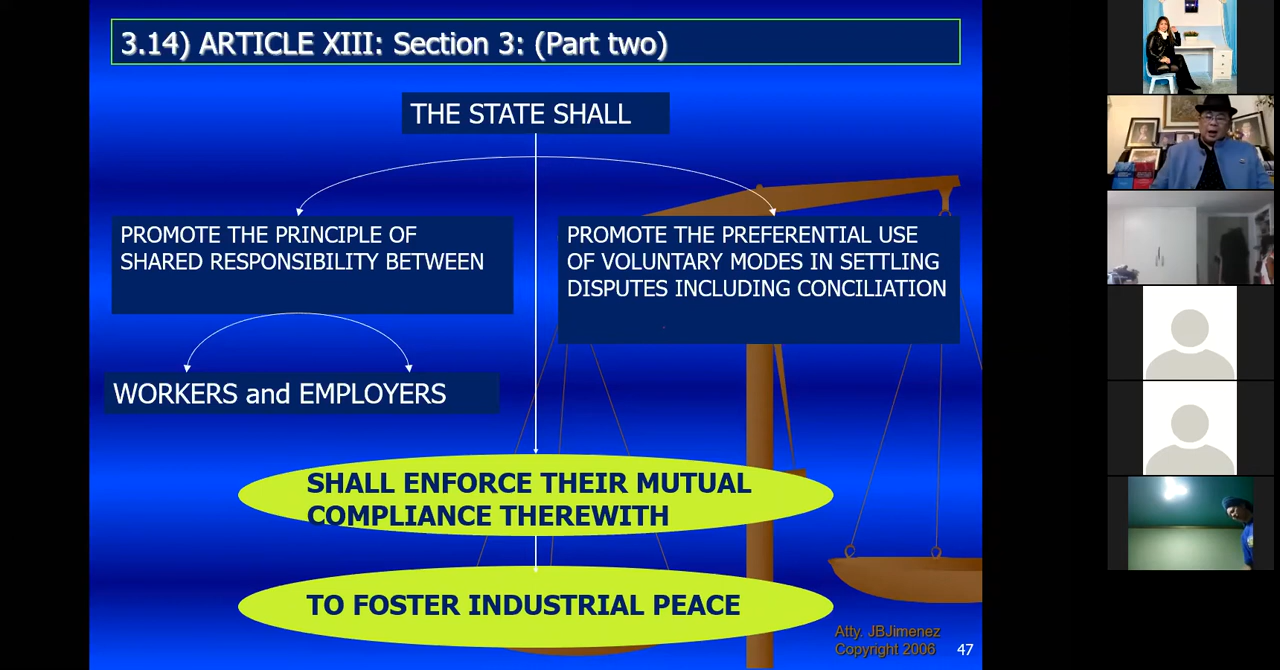 3.14) ARTICLE XIII: Section 3: (Part two)
THE STATE SHALL
PROMOTE THE PRINCIPLE OF
SHARED RESPONSIBILITY BETWEEN
PROMOTE THE PREFERENTIAL USE
OF VOLUNTARY MODES IN SETTLING
DISPUTES INCLUDING CONCILIATION
WORKERS and EMPLOYERS
SHALL ENFORCE THEIR MUTUAL
COMPLIANCE THEREWITH
TO FOSTER INDUSTRIAL PEACE
Atty. JBJimenez
Copyright 2006
47